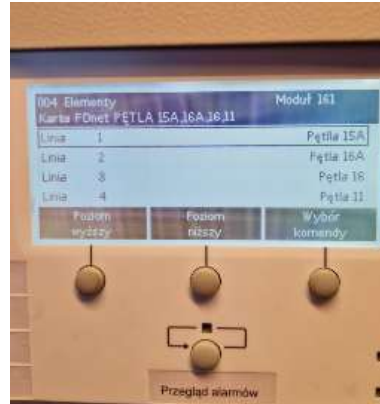 004 Elementy Moduł 161
Karta FDnet PĘTLA 15A,16A,16,11
Linia 1 Pętla 15A
Linia 2 Pętla 16A
Linia 3 Pętla 16
Linia 4 Pętla 11
Poziom wyższy Poziom niższy Wybór komendy
Przegląd alarmów